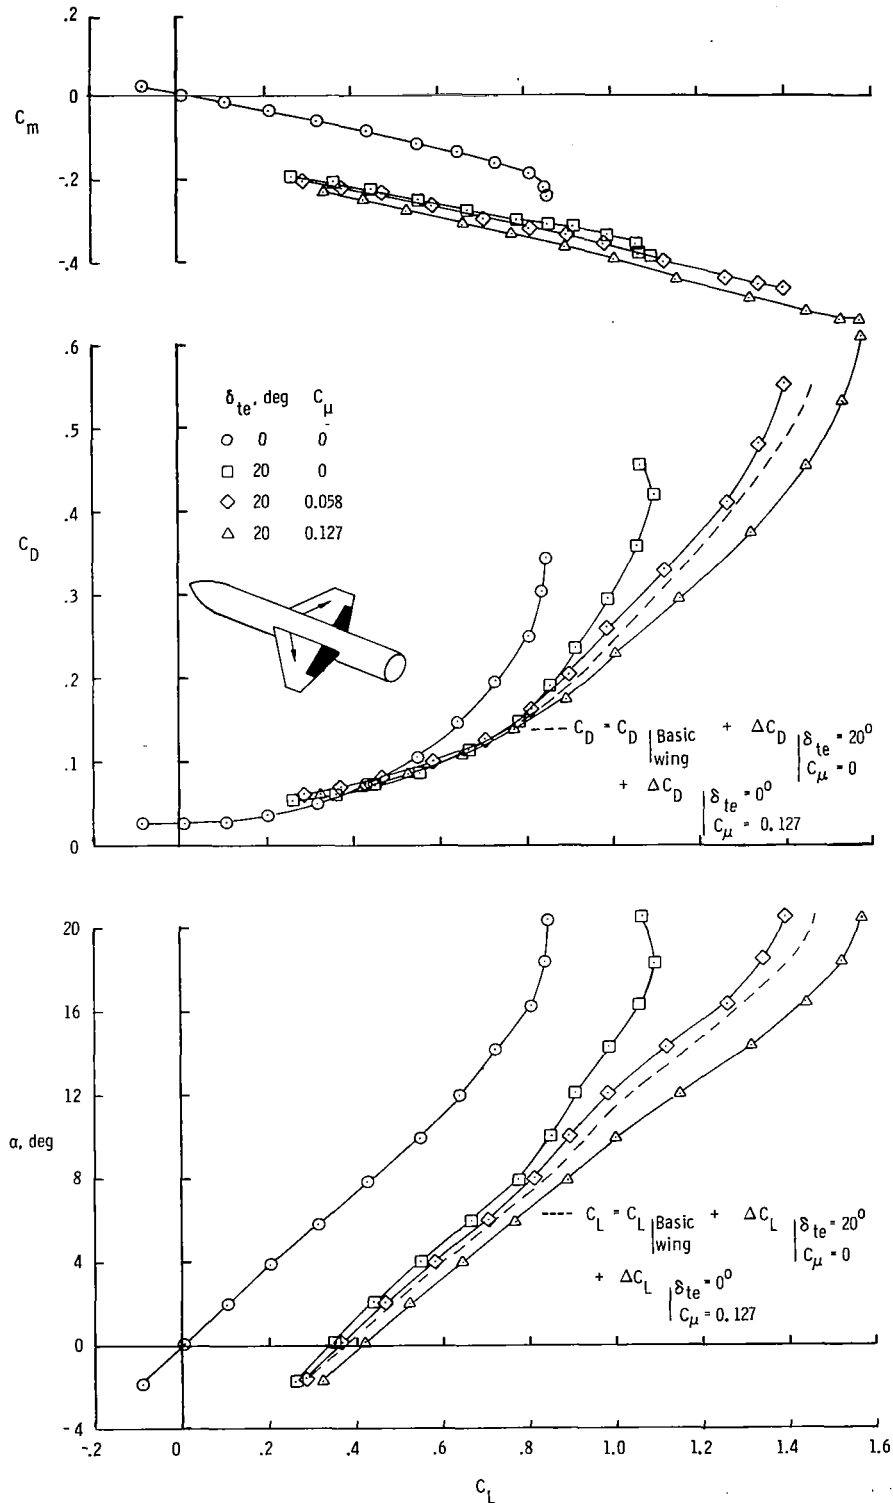 .2
0
C_m
-.2
-.4
.6
δ_te, deg C_μ
0 0
20 0
20 0.058
20 0.127
.5
.4
C_D
.3
.2
C_D = C_D | Basic wing + ΔC_D | δ_te = 20° C_μ = 0
+ ΔC_D | δ_te = 0° C_μ = 0.127
.1
0
20
16
12
α, deg
8
C_L = C_L | Basic wing + ΔC_L | δ_te = 20° C_μ = 0
+ ΔC_L | δ_te = 0° C_μ = 0.127
4
0
-4
-.2 0 .2 .4 .6 .8 1.0 1.2 1.4 1.6
C_L